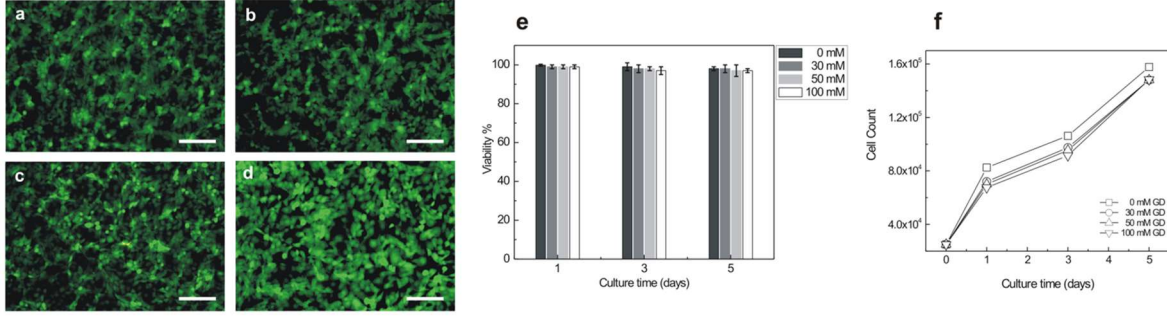 a
b
c
d
e
0 mM
30 mM
50 mM
100 mM
Viability %
100
80
60
40
20
0
1
3
5
Culture time (days)
f
Cell Count
1.6x10⁵
1.2x10⁵
8.0x10⁴
4.0x10⁴
0 mM GD
30 mM GD
50 mM GD
100 mM GD
0
1
2
3
4
5
Culture time (days)